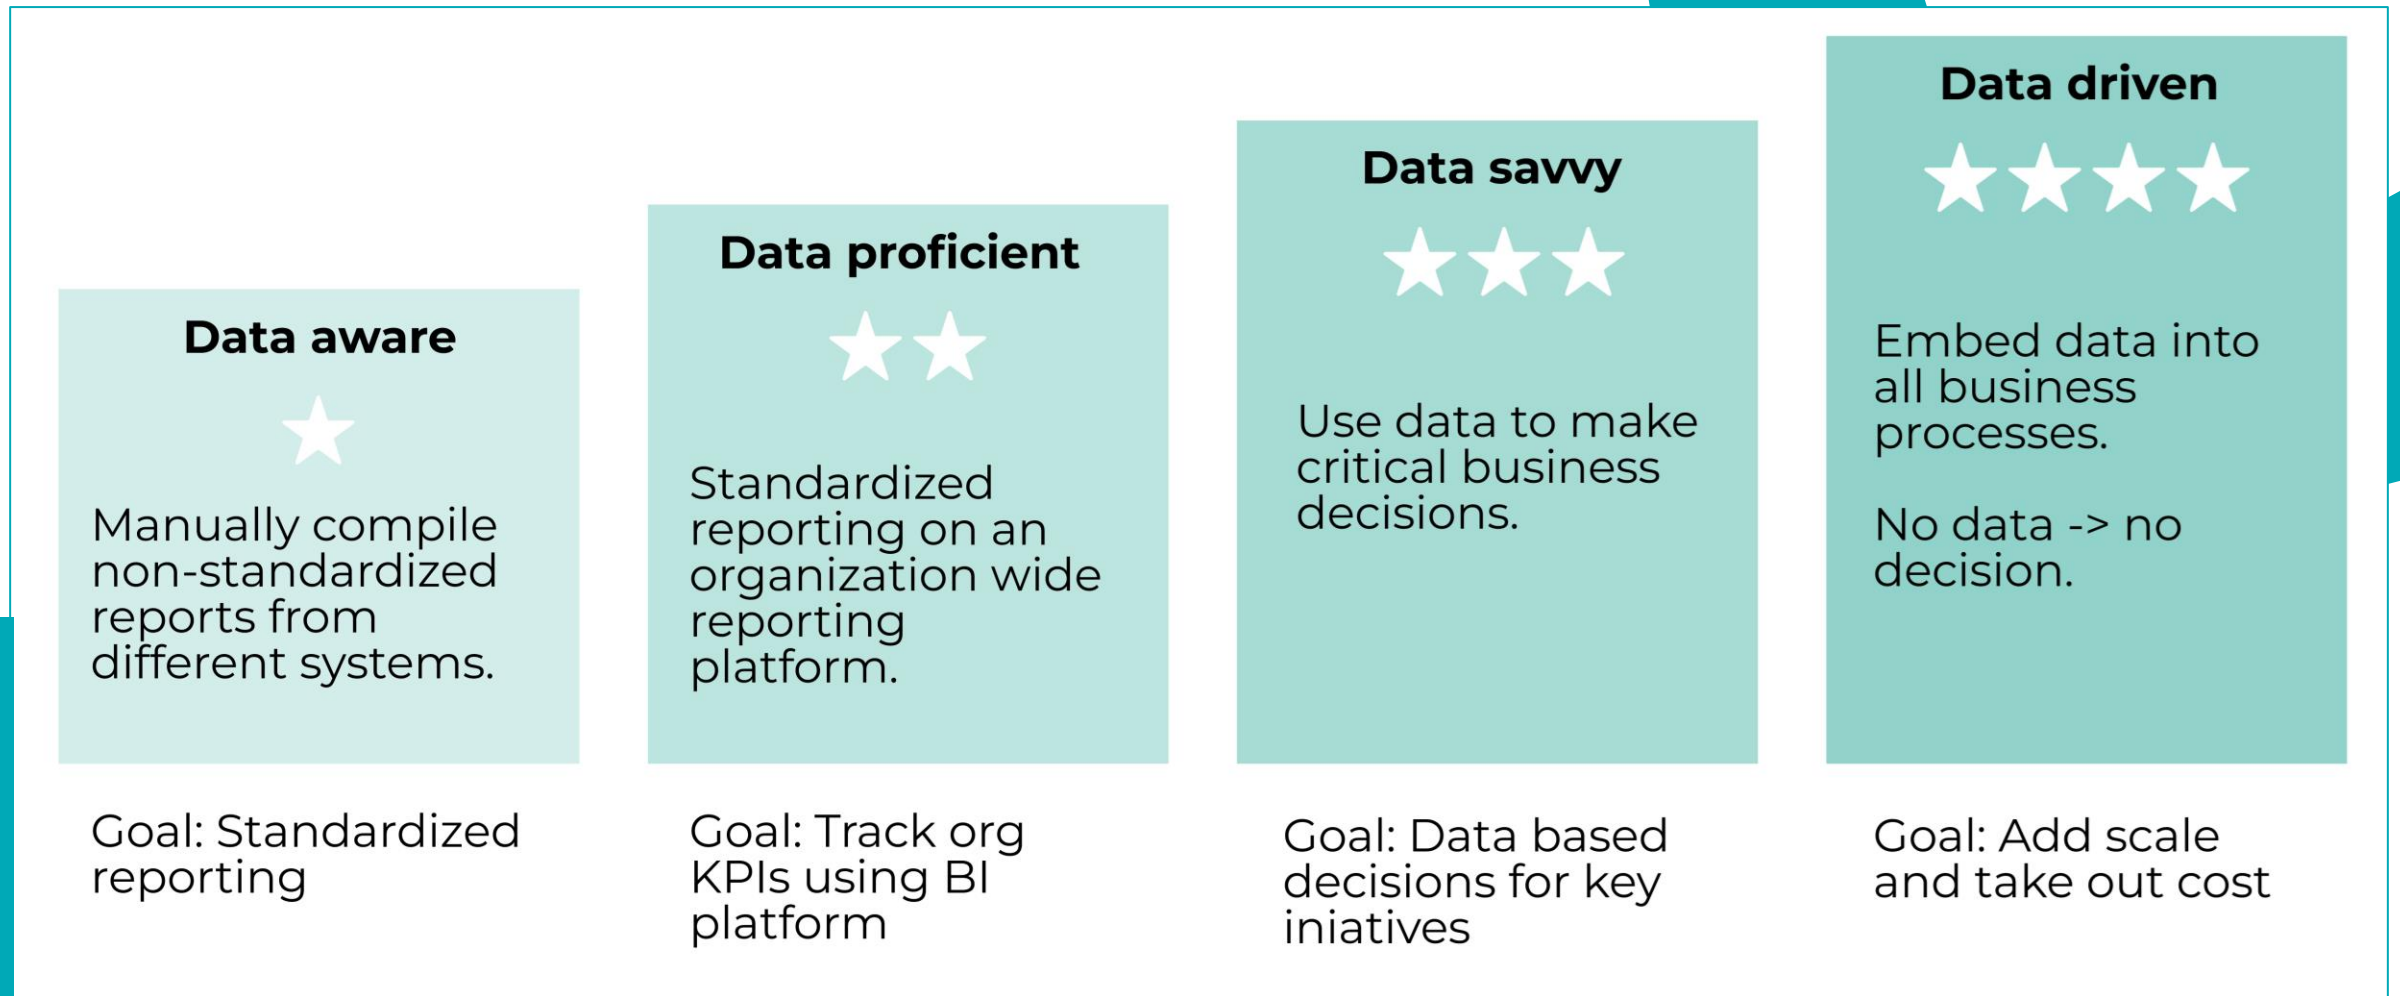 Data aware
Manually compile
non-standardized
reports from
different systems.
Goal: Standardized
reporting
Data proficient
Standardized
reporting on an
organization wide
reporting
platform.
Goal: Track org
KPIs using BI
platform
Data savvy
Use data to make
critical business
decisions.
Goal: Data based
decisions for key
iniatives
Data driven
Embed data into
all business
processes.
No data -> no
decision.
Goal: Add scale
and take out cost